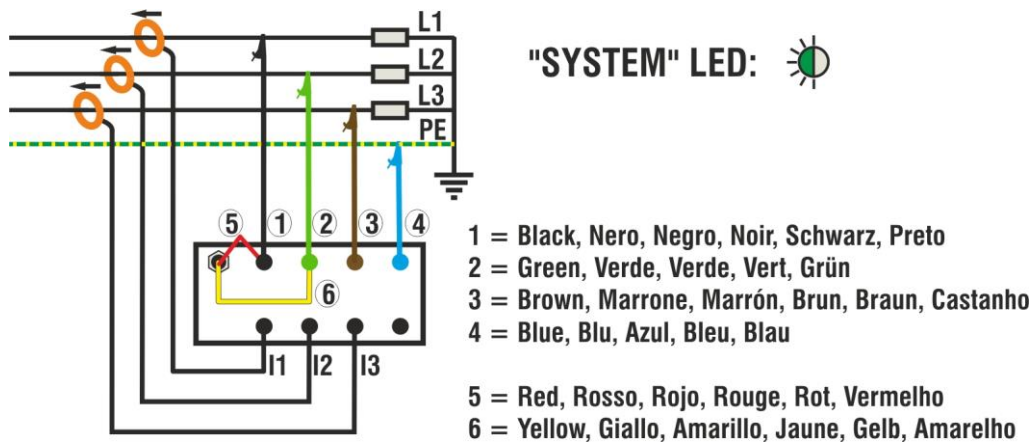 L1
L2
L3
PE
"SYSTEM" LED:
5 1 2 3 4
6
I1 I2 I3
1 = Black, Nero, Negro, Noir, Schwarz, Preto
2 = Green, Verde, Verde, Vert, Grün
3 = Brown, Marrone, Marrón, Brun, Braun, Castanho
4 = Blue, Blu, Azul, Bleu, Blau
5 = Red, Rosso, Rojo, Rouge, Rot, Vermelho
6 = Yellow, Giallo, Amarillo, Jaune, Gelb, Amarelho